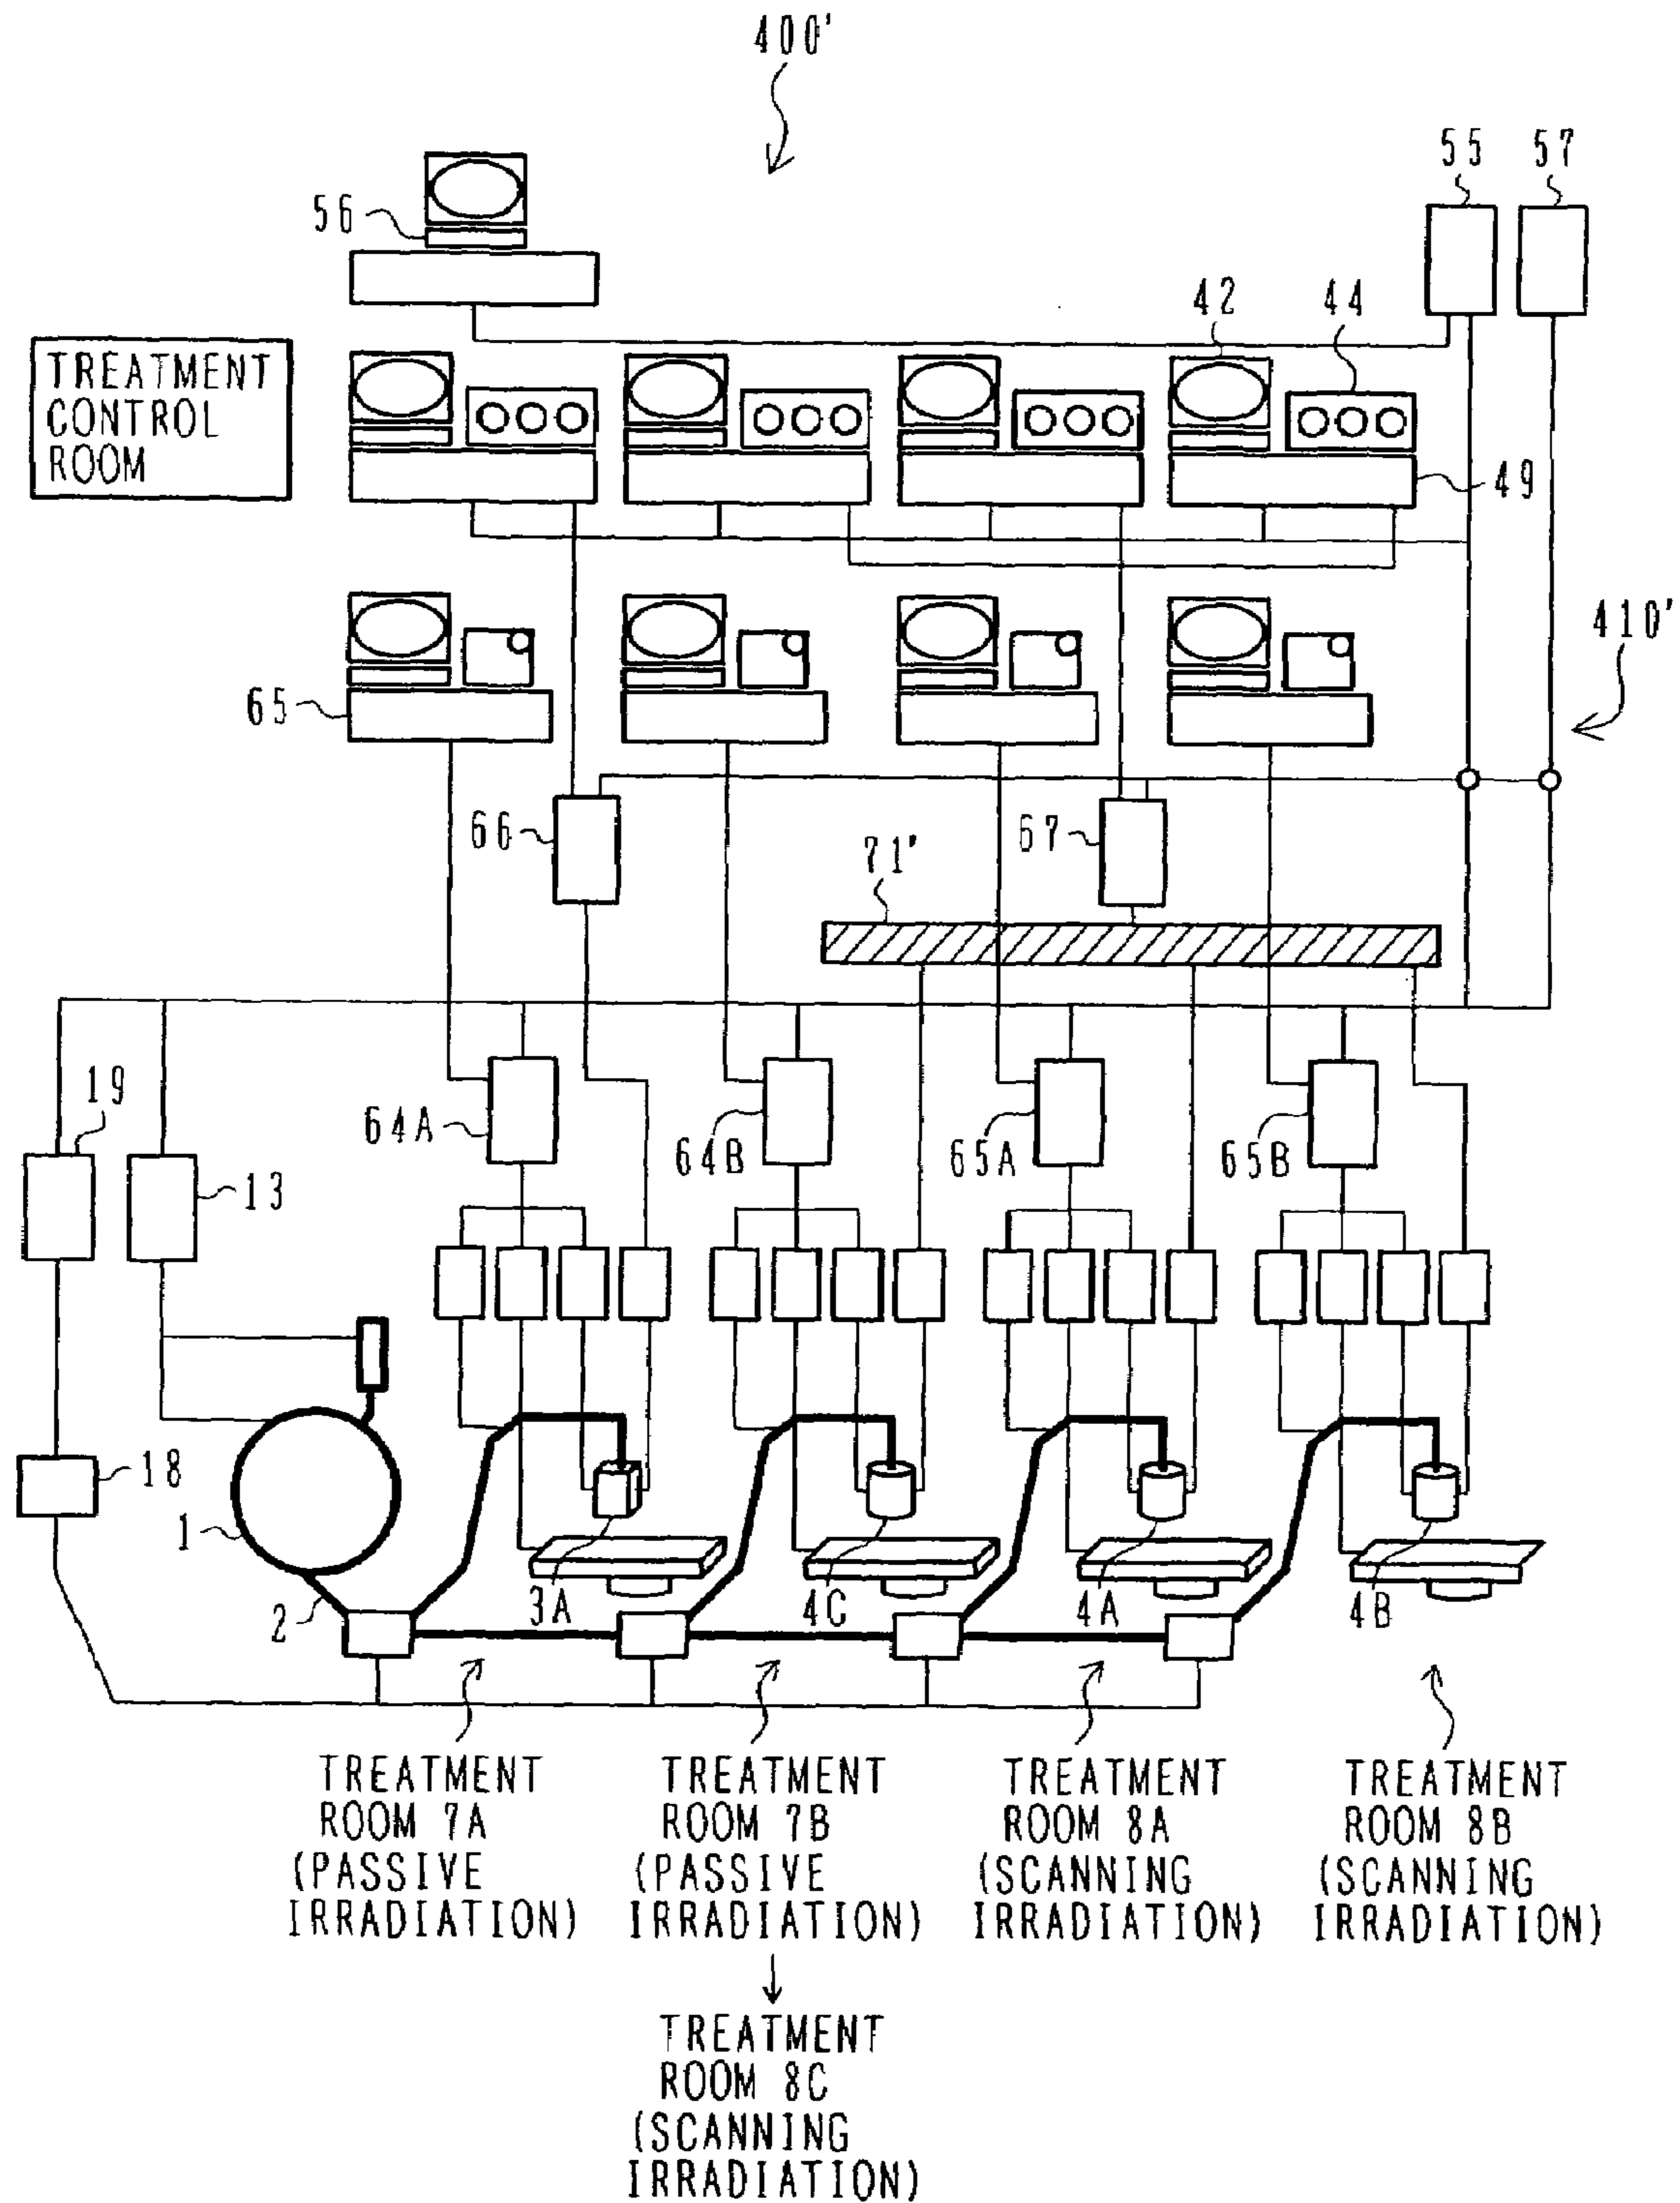 400'
55
57
56
42
44
TREATMENT
CONTROL
ROOM
49
410'
65
66
67
71'
19
64A
64B
65A
65B
13
18
1
2
3A
4C
4A
4B
TREATMENT
ROOM 7A
(PASSIVE
IRRADIATION)
TREATMENT
ROOM 7B
(PASSIVE
IRRADIATION)
TREATMENT
ROOM 8A
(SCANNING
IRRADIATION)
TREATMENT
ROOM 8B
(SCANNING
IRRADIATION)
TREATMENT
ROOM 8C
(SCANNING
IRRADIATION)